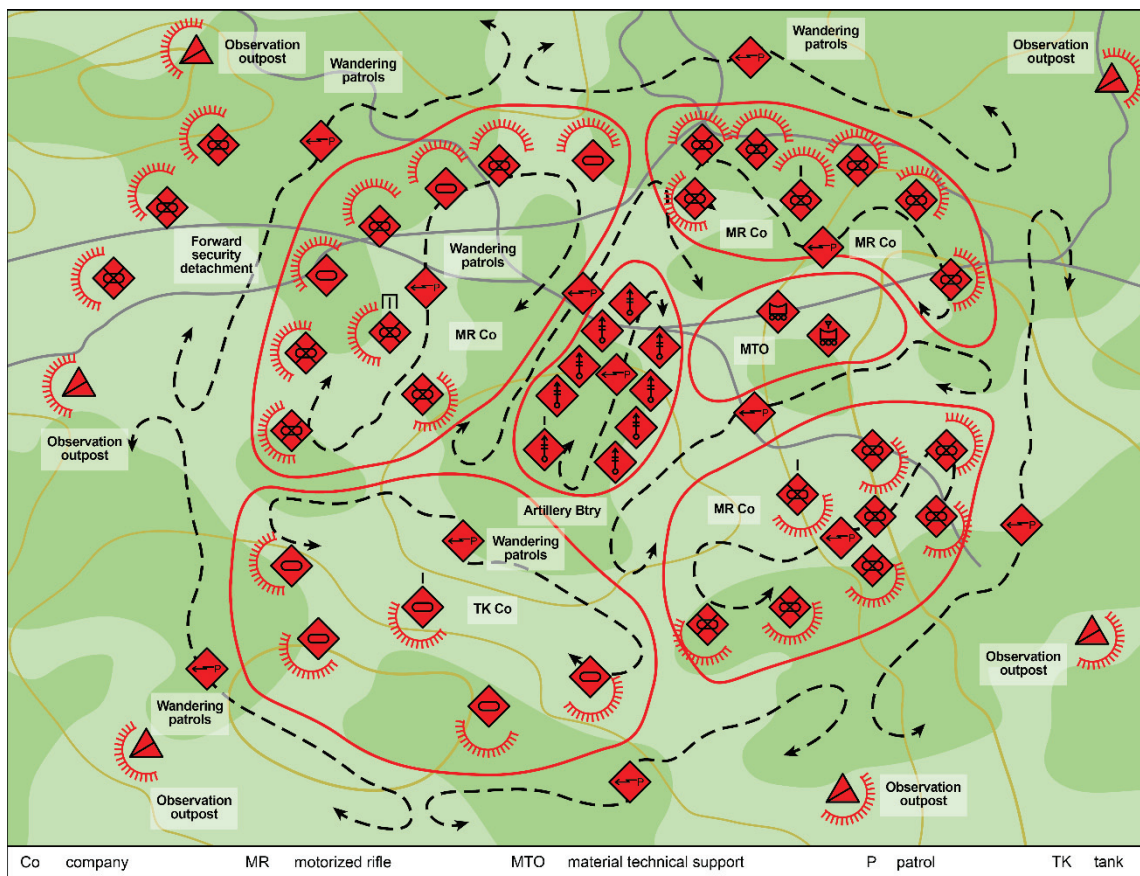 Observation
outpost
Wandering
patrols
Wandering
patrols
P
Observation
outpost
P
Forward
security
detachment
Wandering
patrols
MR Co
MR Co
P
P
P
MR Co
MTO
P
P
Observation
outpost
Artillery Btry
MR Co
P
P
P
Wandering
patrols
TK Co
P
Wandering
patrols
Observation
outpost
Observation
outpost
P
Observation
outpost
Co company MR motorized rifle MTO material technical support P patrol TK tank